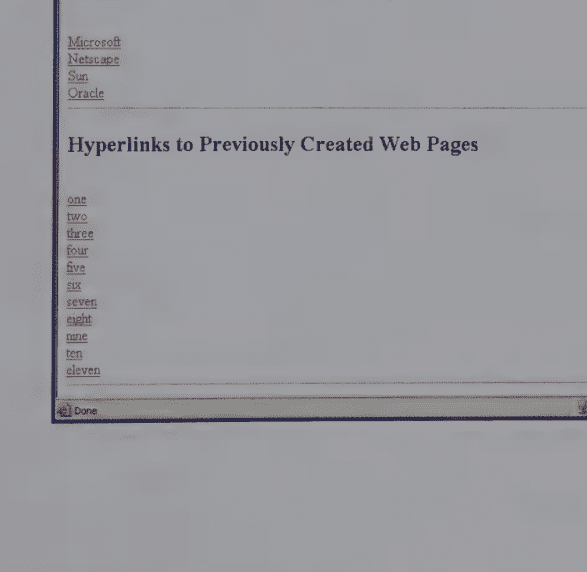 Microsoft
Netscape
Sun
Oracle
Hyperlinks to Previously Created Web Pages
one
two
three
four
five
six
seven
eight
nine
ten
eleven
Done